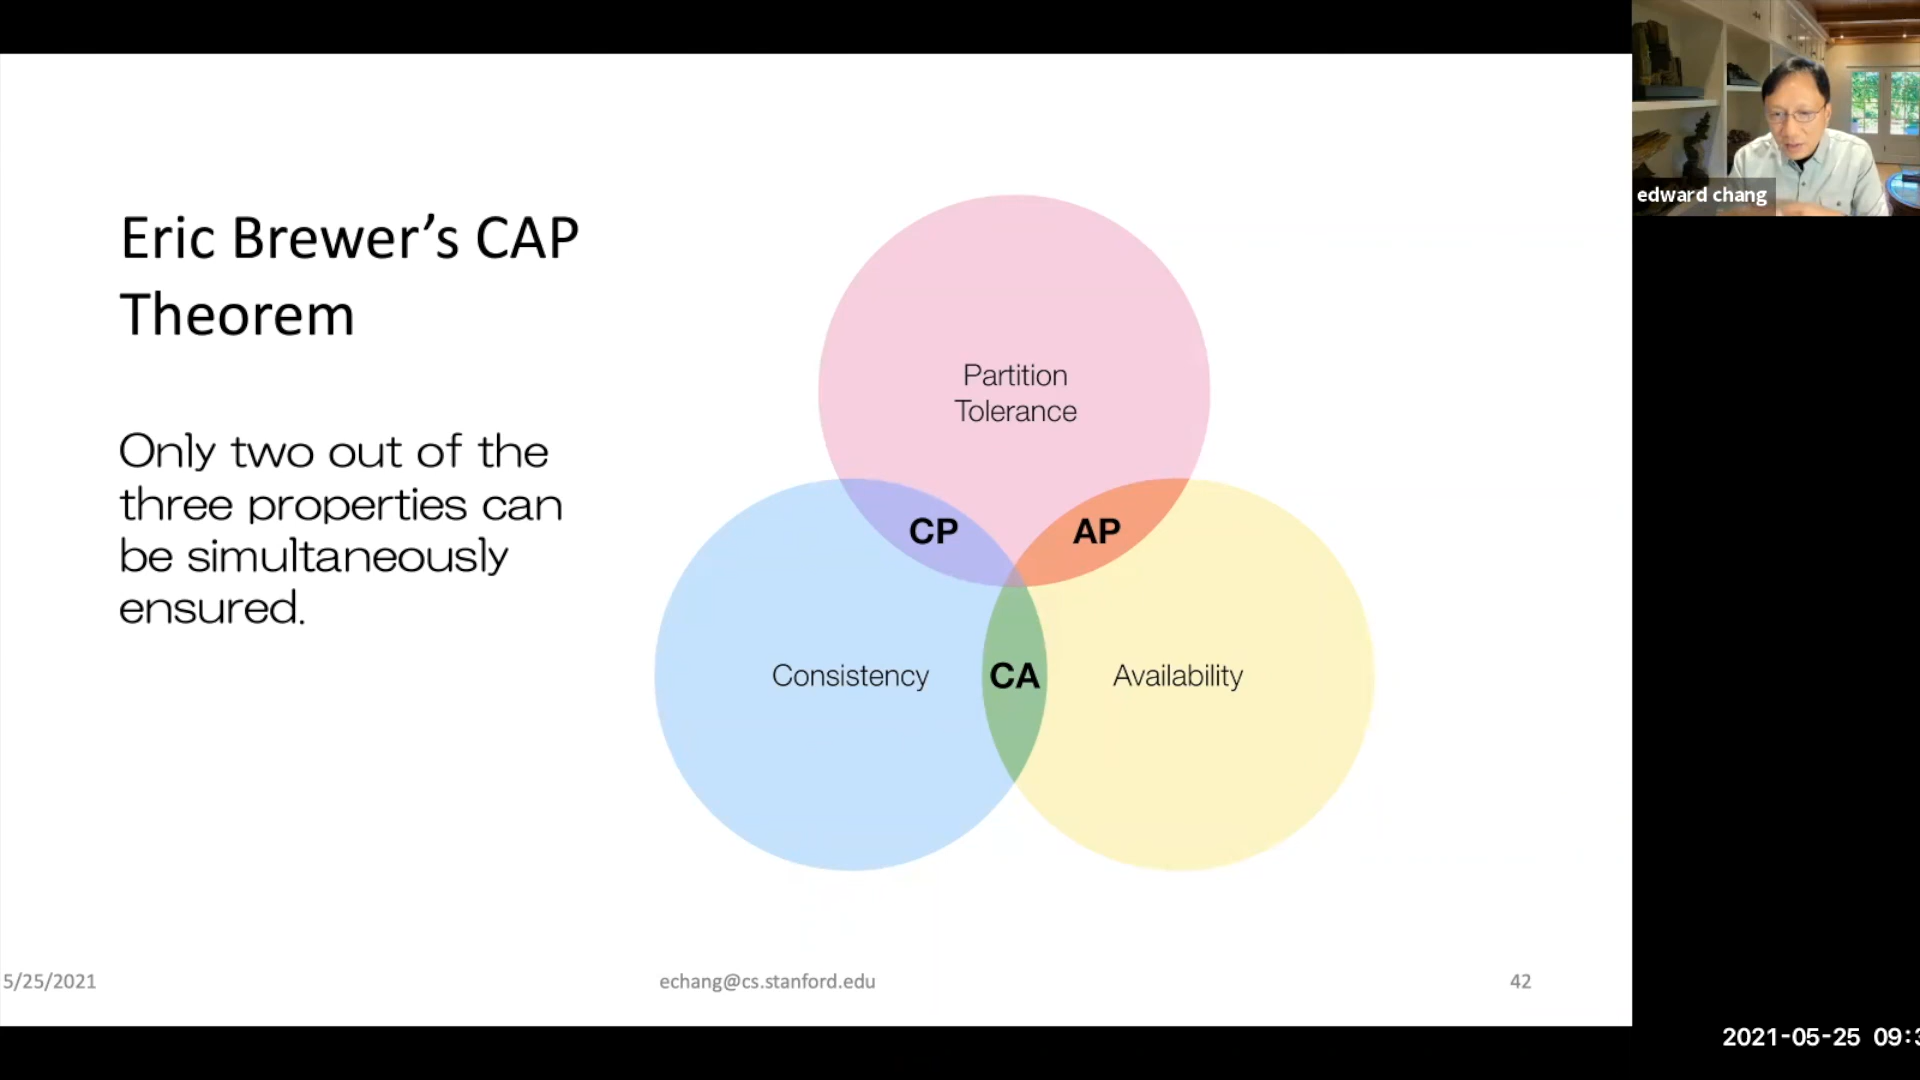 Eric Brewer’s CAP
Theorem
Only two out of the
three properties can
be simultaneously
ensured.
Partition
Tolerance
CP
AP
Consistency
CA
Availability
5/25/2021
echang@cs.stanford.edu
42
edward chang
2021-05-25 09:3